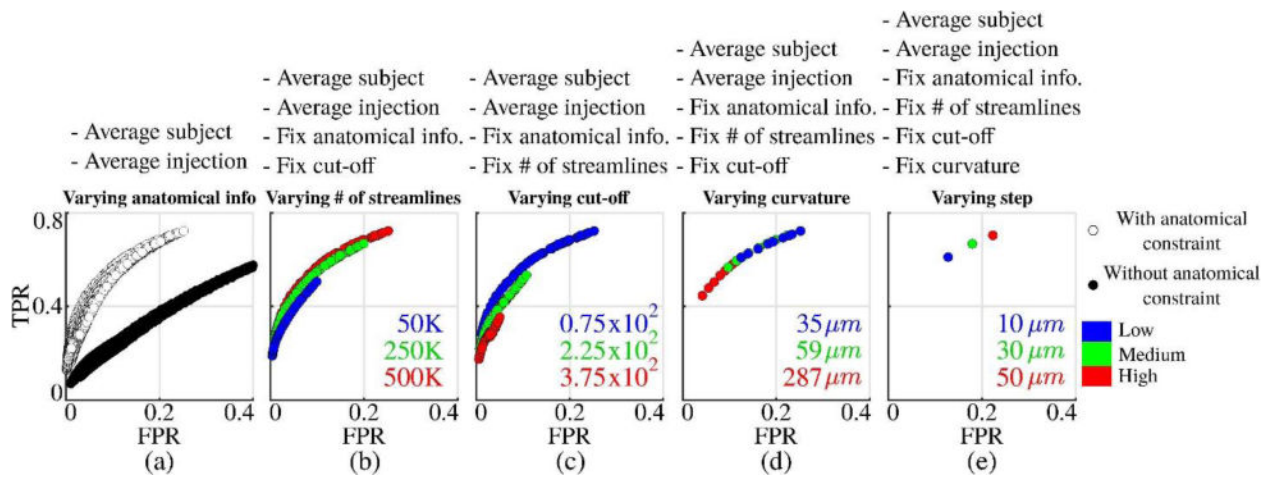 - Average subject
- Average injection
Varying anatomical info
- Average subject
- Average injection
- Fix anatomical info.
- Fix cut-off
Varying # of streamlines
- Average subject
- Average injection
- Fix anatomical info.
- Fix # of streamlines
Varying cut-off
- Average subject
- Average injection
- Fix anatomical info.
- Fix # of streamlines
- Fix cut-off
Varying curvature
- Average subject
- Average injection
- Fix anatomical info.
- Fix # of streamlines
- Fix cut-off
- Fix curvature
Varying step
TPR
0.8
0.4
0
0 0.2 0.4
FPR
(a)
50K
250K
500K
0 0.2 0.4
FPR
(b)
0.75x10²
2.25x10²
3.75x10²
0 0.2 0.4
FPR
(c)
35 μm
59 μm
287 μm
0 0.2 0.4
FPR
(d)
10 μm
30 μm
50 μm
0 0.2 0.4
FPR
(e)
With anatomical
constraint
Without anatomical
constraint
Low
Medium
High